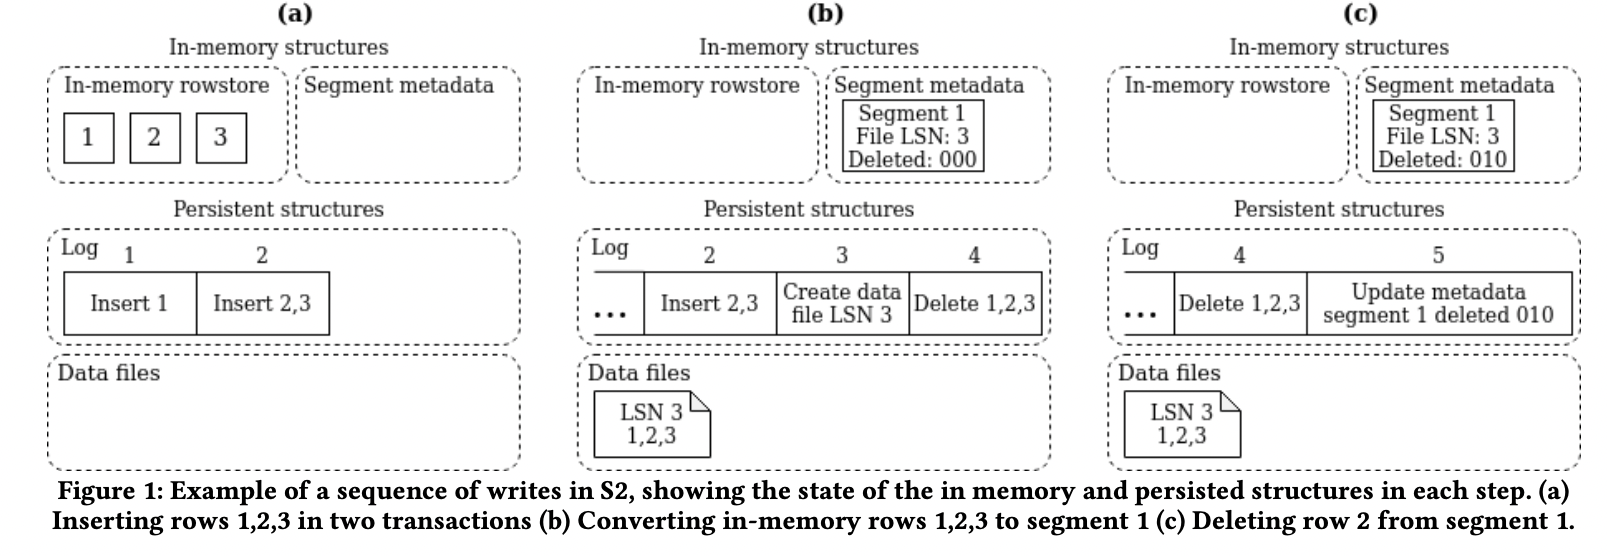 (a)
In-memory structures
In-memory rowstore
1 2 3
Segment metadata
Persistent structures
Log 1 2
Insert 1 Insert 2,3
Data files
(b)
In-memory structures
In-memory rowstore
Segment metadata
Segment 1
File LSN: 3
Deleted: 000
Persistent structures
Log 2 3 4
... Insert 2,3 Create data file LSN 3 Delete 1,2,3
Data files
LSN 3
1,2,3
(c)
In-memory structures
In-memory rowstore
Segment metadata
Segment 1
File LSN: 3
Deleted: 010
Persistent structures
Log 4 5
... Delete 1,2,3 Update metadata segment 1 deleted 010
Data files
LSN 3
1,2,3
Figure 1: Example of a sequence of writes in S2, showing the state of the in memory and persisted structures in each step. (a)
Inserting rows 1,2,3 in two transactions (b) Converting in-memory rows 1,2,3 to segment 1 (c) Deleting row 2 from segment 1.